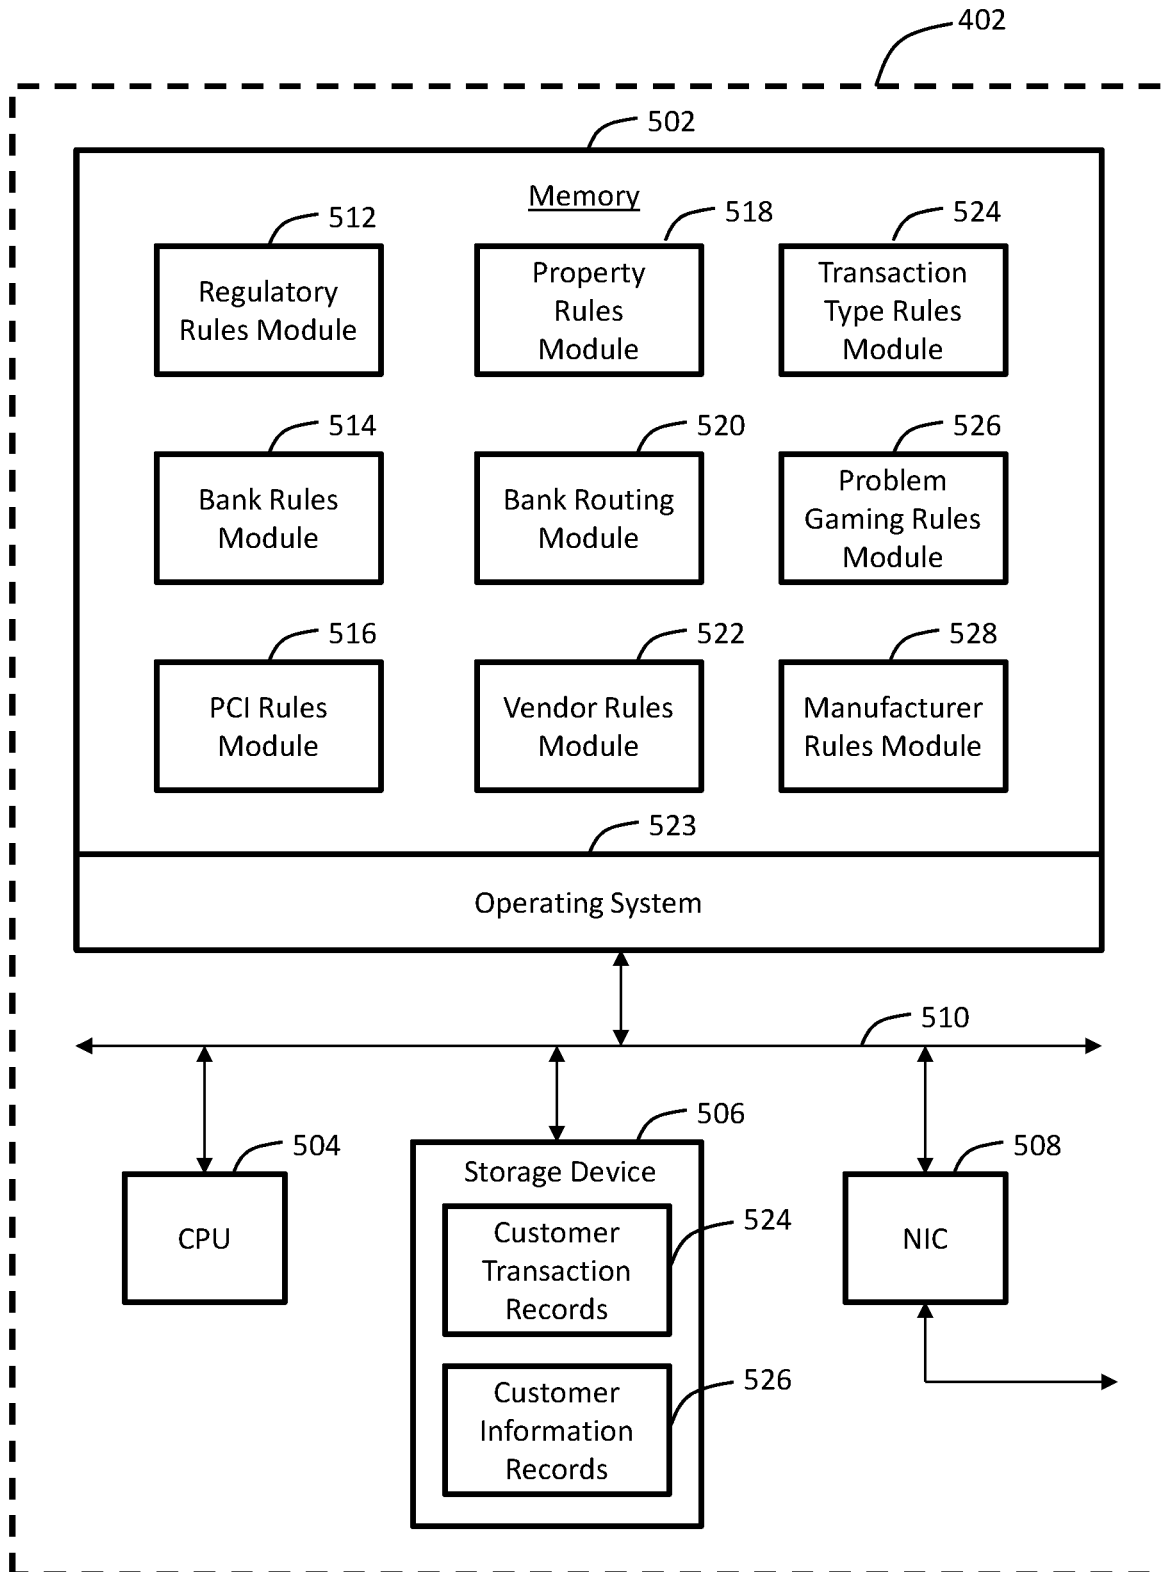 402
502
Memory
512
518
524
Regulatory
Rules Module
Property
Rules
Module
Transaction
Type Rules
Module
514
520
526
Bank Rules
Module
Bank Routing
Module
Problem
Gaming Rules
Module
516
522
528
PCI Rules
Module
Vendor Rules
Module
Manufacturer
Rules Module
523
Operating System
510
504
506
508
CPU
Storage Device
NIC
524
Customer
Transaction
Records
526
Customer
Information
Records